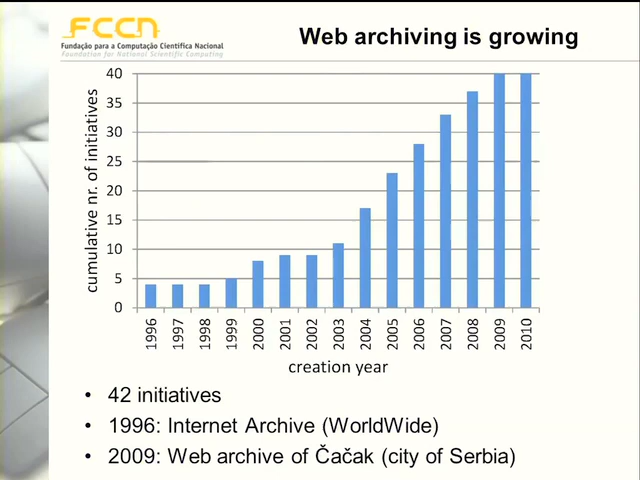 FCCN
Fundação para a Computação Científica Nacional
Foundation for National Scientific Computing
Web archiving is growing
cumulative nr. of initiatives
40
35
30
25
20
15
10
5
0
1996
1997
1998
1999
2000
2001
2002
2003
2004
2005
2006
2007
2008
2009
2010
creation year
• 42 initiatives
• 1996: Internet Archive (WorldWide)
• 2009: Web archive of Čačak (city of Serbia)